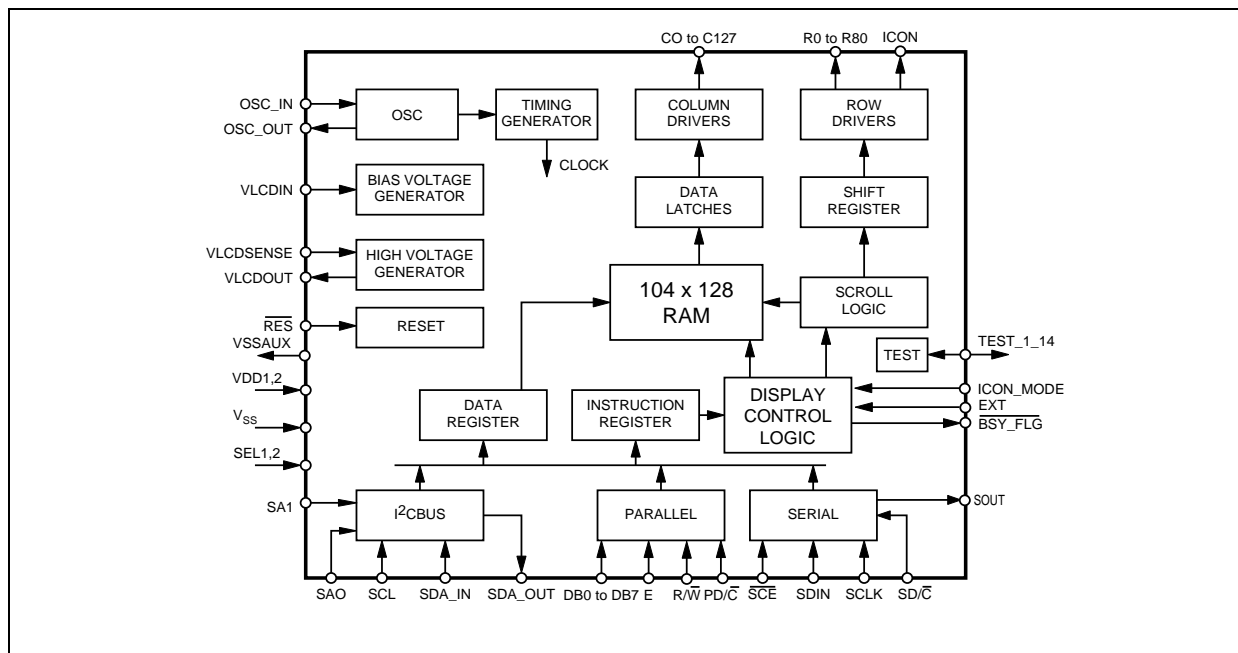 CO to C127
R0 to R80
ICON
OSC_IN
OSC_OUT
OSC
TIMING
GENERATOR
CLOCK
COLUMN
DRIVERS
ROW
DRIVERS
VLCDIN
BIAS VOLTAGE
GENERATOR
DATA
LATCHES
SHIFT
REGISTER
VLCDSENSE
VLCDOUT
HIGH VOLTAGE
GENERATOR
104 x 128
RAM
SCROLL
LOGIC
R̅E̅S̅
RESET
VSSAUX
TEST
TEST_1_14
VDD1,2
VSS
SEL1,2
DATA
REGISTER
INSTRUCTION
REGISTER
DISPLAY
CONTROL
LOGIC
ICON_MODE
EXT
B̅S̅Y̅_̅F̅L̅G̅
SA1
I²CBUS
PARALLEL
SERIAL
SOUT
SAO
SCL
SDA_IN
SDA_OUT
DB0 to DB7
E
R/W̅
PD/C̅
S̅C̅E̅
SDIN
SCLK
SD/C̅